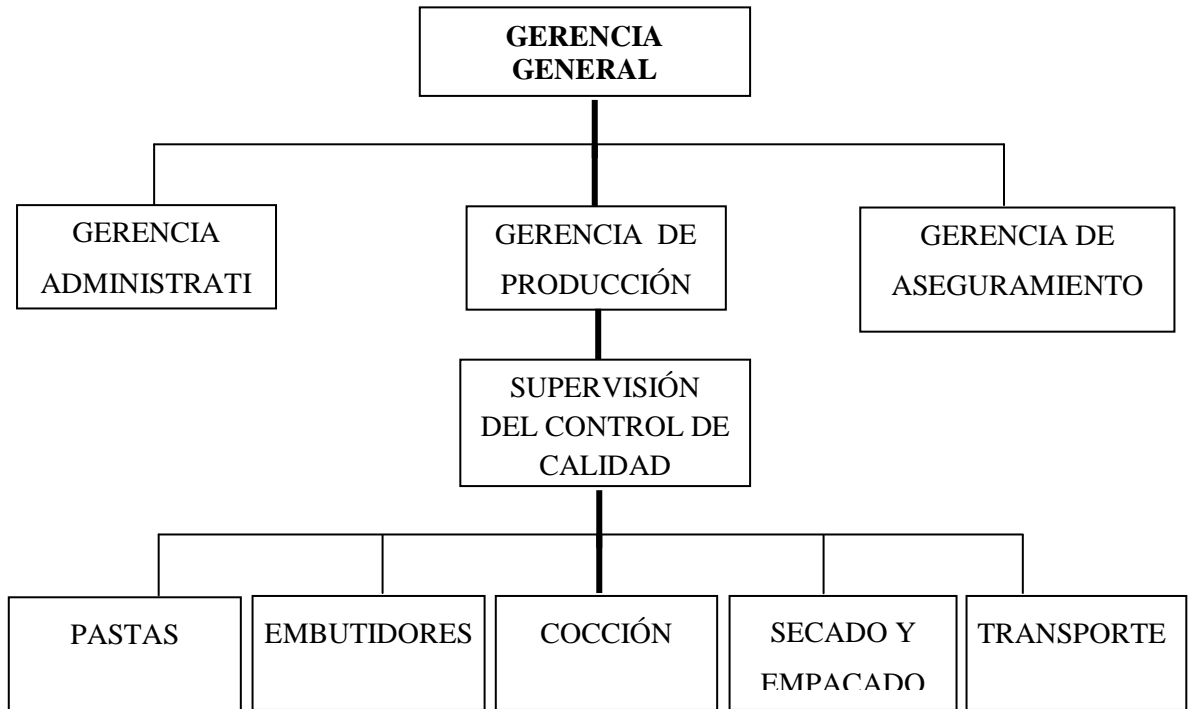 GERENCIA
GENERAL
GERENCIA
ADMINISTRATI
GERENCIA DE
PRODUCCIÓN
GERENCIA DE
ASEGURAMIENTO
SUPERVISIÓN
DEL CONTROL DE
CALIDAD
PASTAS
EMBUTIDORES
COCCIÓN
SECADO Y
EMPACADO
TRANSPORTE